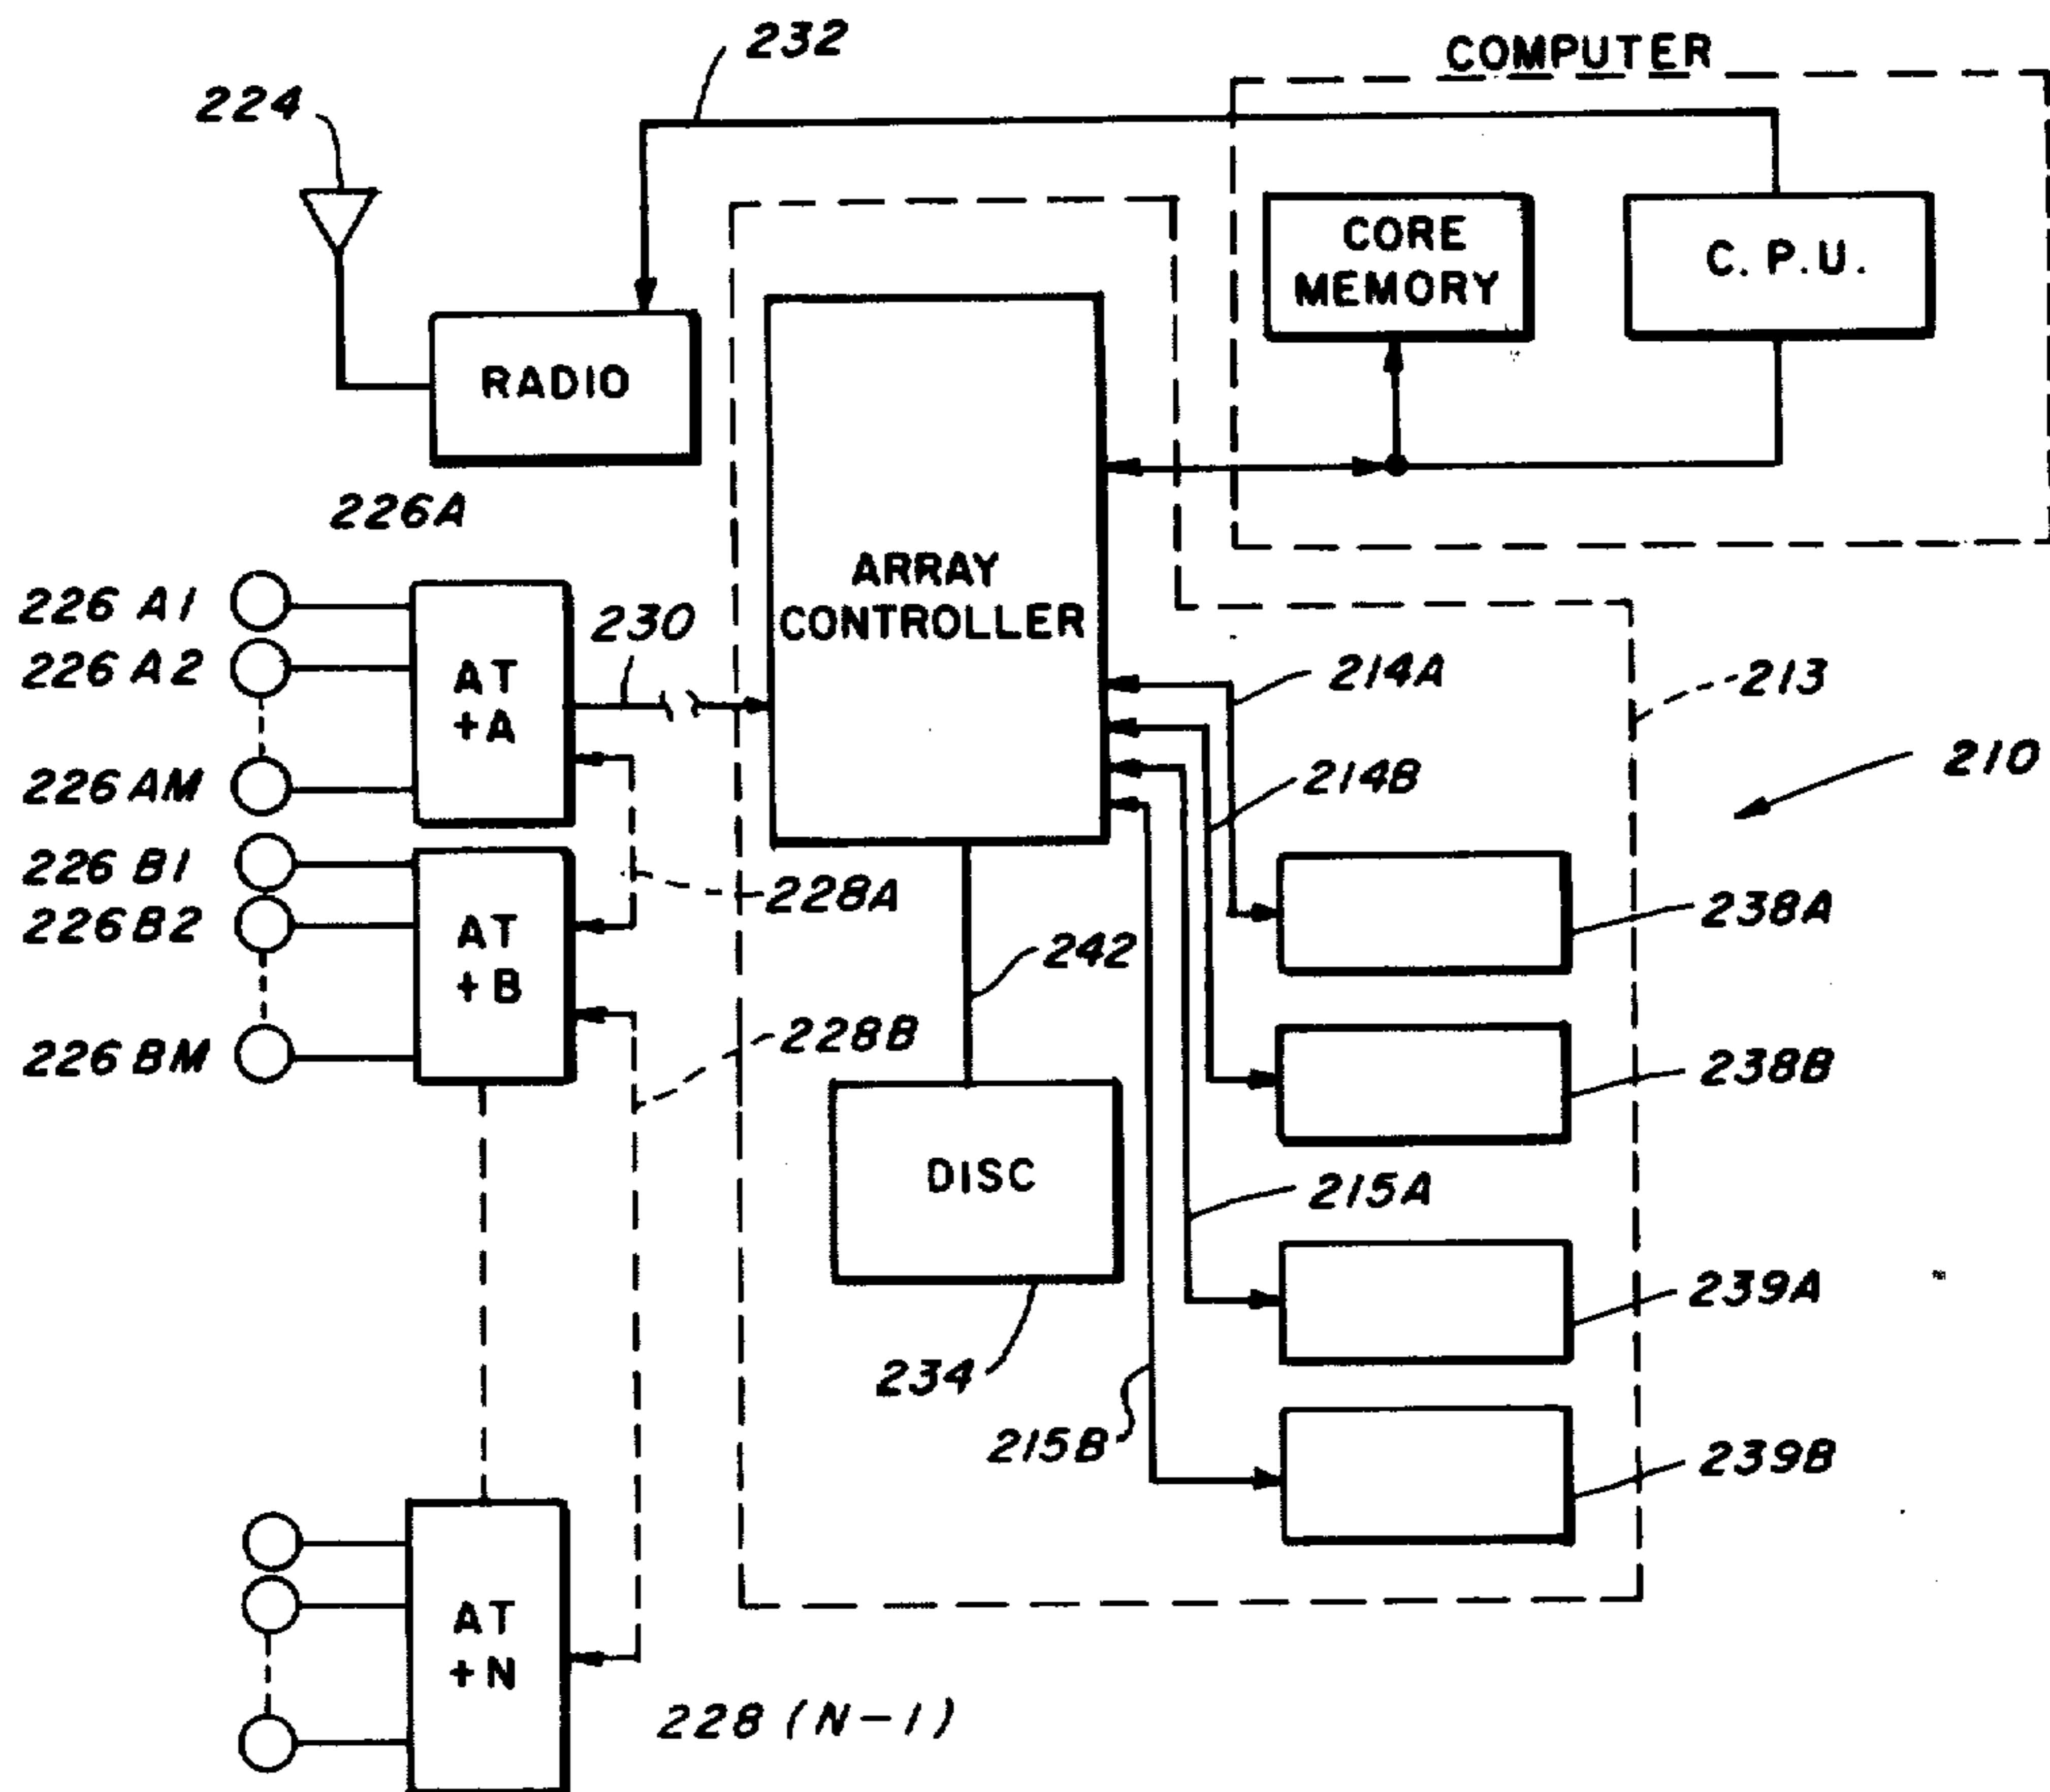 232
COMPUTER
224
CORE
MEMORY
C. P. U.
RADIO
226A
ARRAY
CONTROLLER
226 A1
226 A2
226 AM
AT
+A
230
214A
213
214B
210
226 B1
226 B2
226 BM
AT
+B
228A
238A
242
228B
238B
DISC
215A
239A
234
215B
239B
AT
+N
228 (N-1)